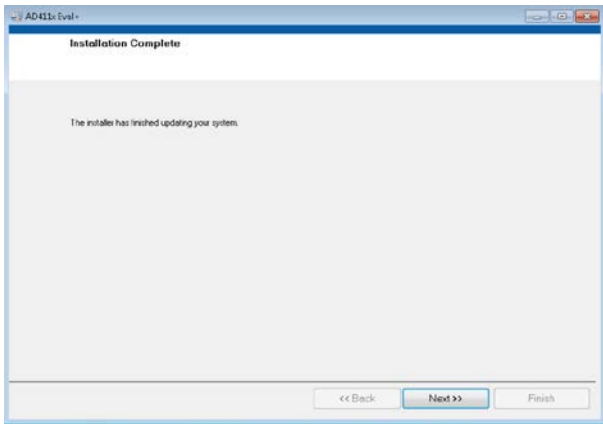 AD411x Eval+
Installation Complete
The installer has finished updating your system.
<< Back
Next >>
Finish